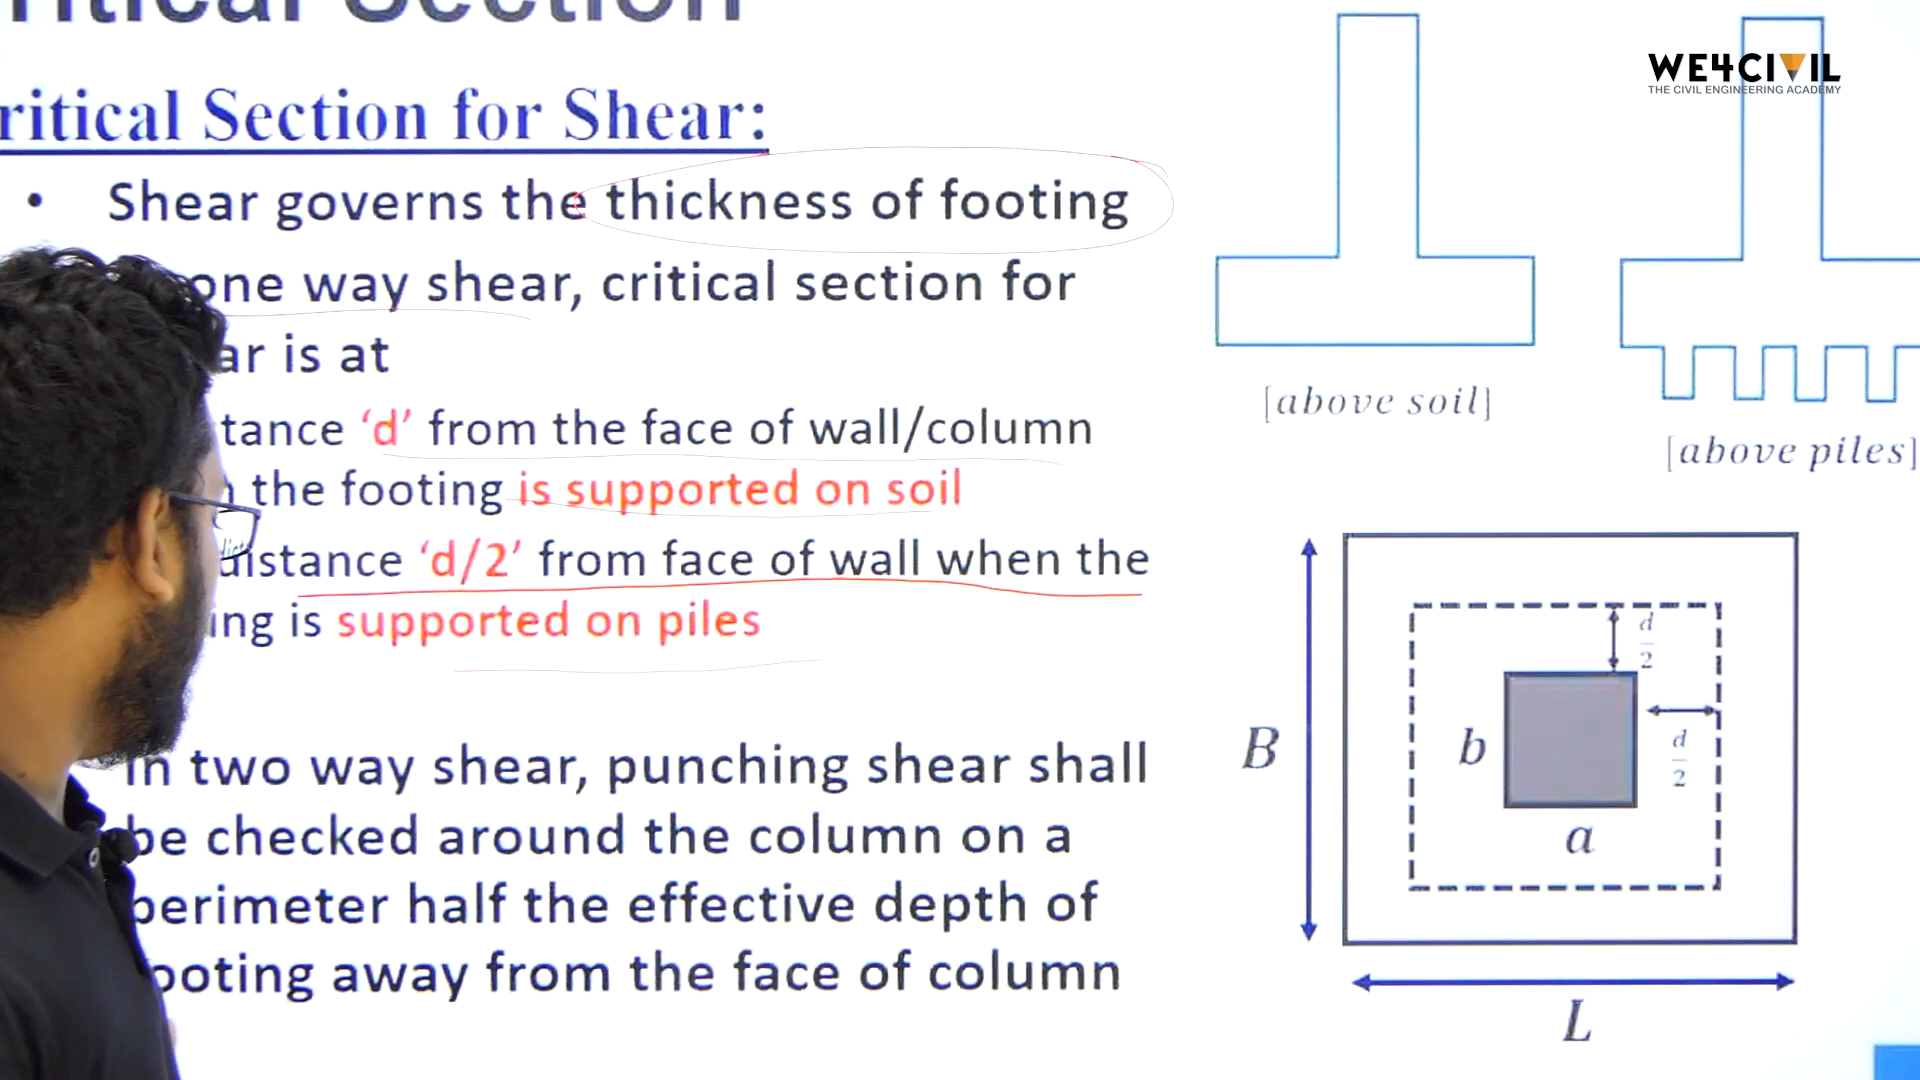 Critical Section
Critical Section for Shear:
• Shear governs the thickness of footing
one way shear, critical section for
ar is at
tance ‘d’ from the face of wall/column
the footing is supported on soil
distance ‘d/2’ from face of wall when the
ing is supported on piles
In two way shear, punching shear shall
be checked around the column on a
perimeter half the effective depth of
footing away from the face of column
WE4CIVIL
THE CIVIL ENGINEERING ACADEMY
[above soil]
[above piles]
d
2
d
2
B
b
a
L